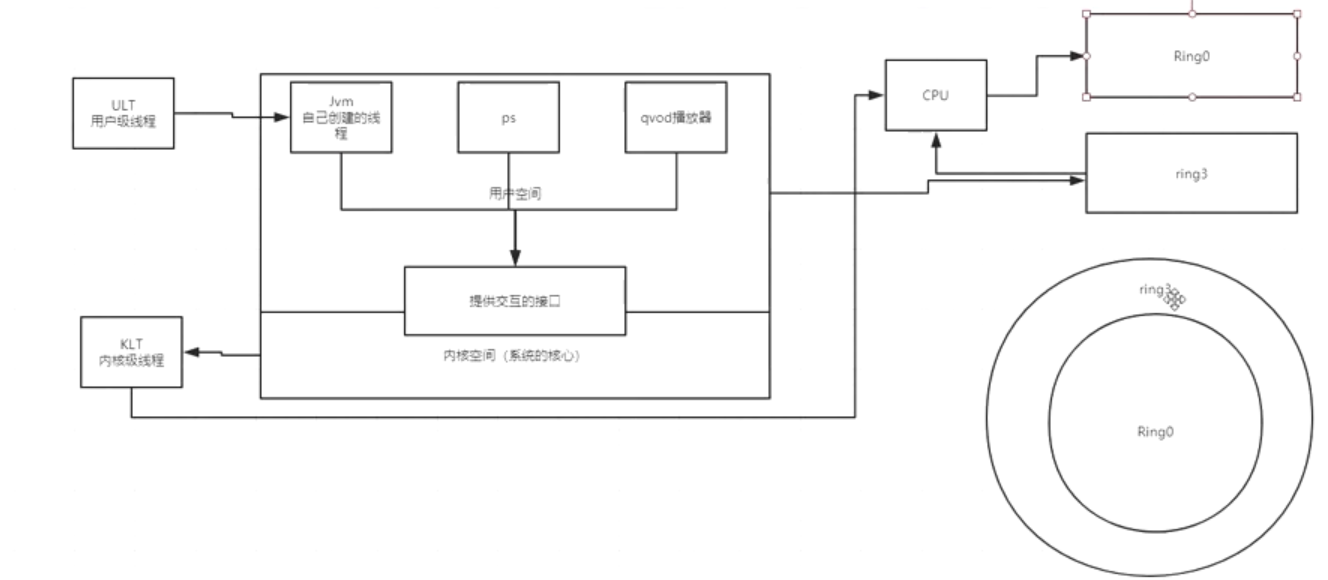 ULT
用户级线程
Jvm
自己创建的线
程
ps
qvod播放器
用户空间
提供交互的接口
KLT
内核级线程
内核空间（系统的核心）
CPU
Ring0
ring3
ring3
Ring0